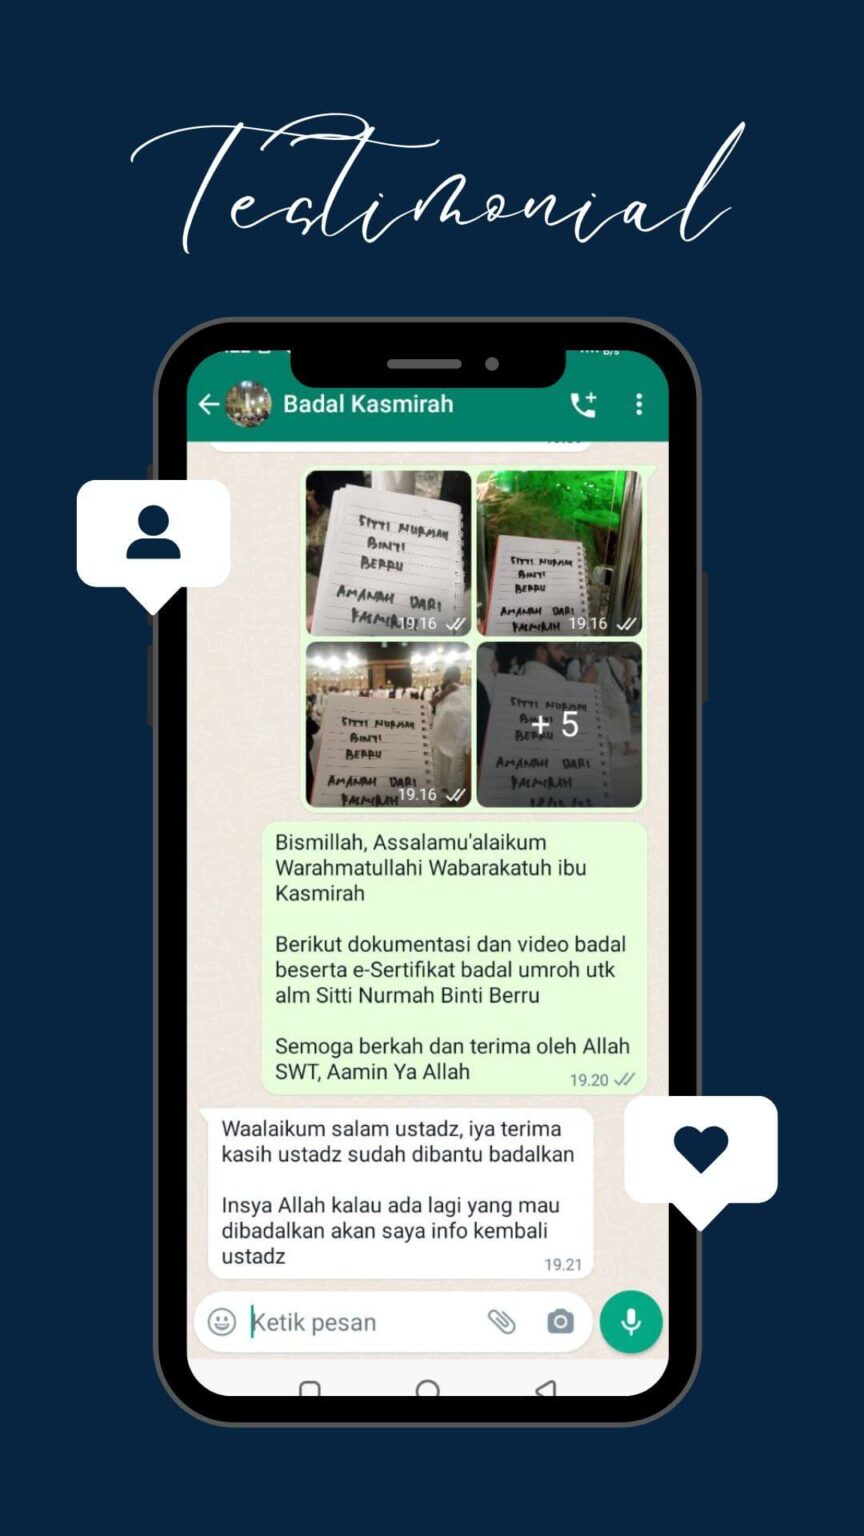 Testimonial
B/s
Badal Kasmirah
SITTI NURMAH
BINTI
BERRU
AMANAH DARI
KASMIRAH
19.16
SITTI NURMAH
BINTI
BERRU
AMANAH DARI
KASMIRAH
19.16
SITTI NURMAH
BINTI
BERRU
AMANAH DARI
KASMIRAH
19.16
SITTI NURMAH
BINTI
BERRU
AMANAH DARI
KASMIRAH
+ 5
Bismillah, Assalamu'alaikum
Warahmatullahi Wabarakatuh ibu
Kasmirah
Berikut dokumentasi dan video badal
beserta e-Sertifikat badal umroh utk
alm Sitti Nurmah Binti Berru
Semoga berkah dan terima oleh Allah
SWT, Aamin Ya Allah
19.20
Waalaikum salam ustadz, iya terima
kasih ustadz sudah dibantu badalkan
Insya Allah kalau ada lagi yang mau
dibadalkan akan saya info kembali
ustadz
19.21
Ketik pesan